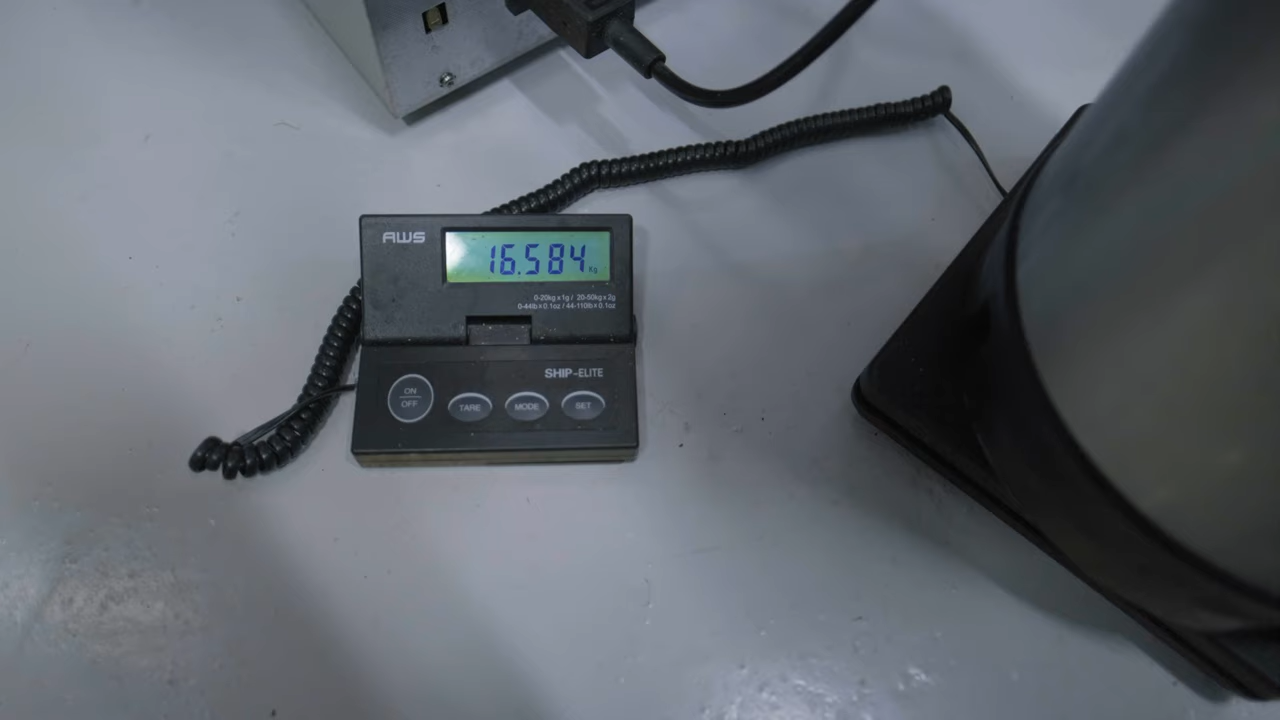 AWS
16.584 Kg
0-20kg x 1g / 20-50kg x 2g
0-44lb x 0.1oz / 44-110lb x 0.1oz
SHIP-ELITE
ON
OFF
TARE
MODE
SET